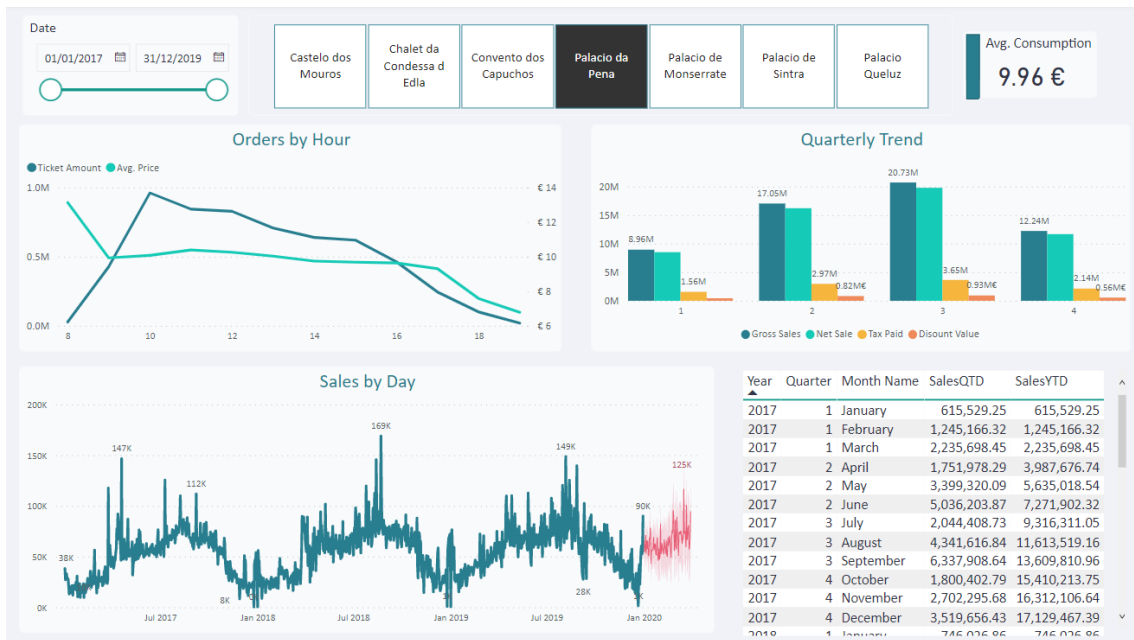 Date
01/01/2017
31/12/2019
Castelo dos
Mouros
Chalet da
Condessa d
Edla
Convento dos
Capuchos
Palacio da
Pena
Palacio de
Monserrate
Palacio de
Sintra
Palacio
Queluz
Avg. Consumption
9.96 €
Orders by Hour
Ticket Amount Avg. Price
1.0M
0.5M
0.0M
€ 14
€ 12
€ 10
€ 8
€ 6
8 10 12 14 16 18
Quarterly Trend
20M
15M
10M
5M
0M
8.96M
1.56M
17.05M
2.97M
0.82M€
20.73M
3.65M
0.93M€
12.24M
2.14M
0.56M€
1 2 3 4
Gross Sales Net Sale Tax Paid Disount Value
Sales by Day
200K
150K
100K
50K
0K
38K
147K
112K
8K
169K
149K
28K
90K
125K
Jul 2017 Jan 2018 Jul 2018 Jan 2019 Jul 2019 Jan 2020
Year Quarter Month Name SalesQTD SalesYTD
2017 1 January 615,529.25 615,529.25
2017 1 February 1,245,166.32 1,245,166.32
2017 1 March 2,235,698.45 2,235,698.45
2017 2 April 1,751,978.29 3,987,676.74
2017 2 May 3,399,320.09 5,635,018.54
2017 2 June 5,036,203.87 7,271,902.32
2017 3 July 2,044,408.73 9,316,311.05
2017 3 August 4,341,616.84 11,613,519.16
2017 3 September 6,337,908.64 13,609,810.96
2017 4 October 1,800,402.79 15,410,213.75
2017 4 November 2,702,295.68 16,312,106.64
2017 4 December 3,519,656.43 17,129,467.39
2018 1 January 746,026.86 746,026.86